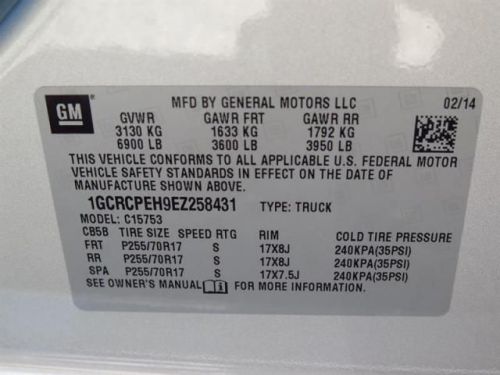 GM
MFD BY GENERAL MOTORS LLC 02/14
GVWR GAWR FRT GAWR RR
3130 KG 1633 KG 1792 KG
6900 LB 3600 LB 3950 LB
THIS VEHICLE CONFORMS TO ALL APPLICABLE U.S. FEDERAL MOTOR
VEHICLE SAFETY STANDARDS IN EFFECT ON THE DATE OF
MANUFACTURE SHOWN ABOVE.
1GCRCPEH9EZ258431 TYPE: TRUCK
MODEL: C15753
CB5B TIRE SIZE SPEED RTG RIM COLD TIRE PRESSURE
FRT P255/70R17 S 17X8J 240KPA(35PSI)
RR P255/70R17 S 17X8J 240KPA(35PSI)
SPA P255/70R17 S 17X7.5J 240KPA(35PSI)
SEE OWNER'S MANUAL FOR MORE INFORMATION.